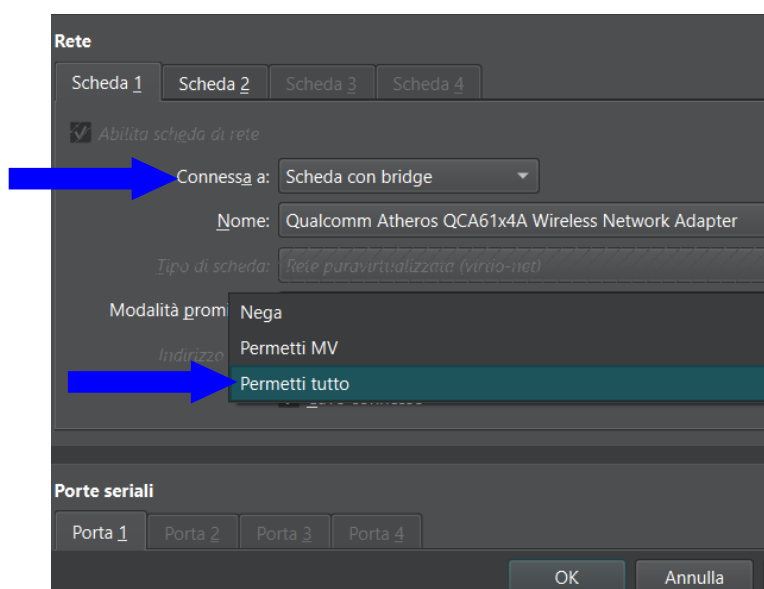 Rete
Scheda 1 Scheda 2 Scheda 3 Scheda 4
Abilita scheda di rete
Connessa a: Scheda con bridge
Nome: Qualcomm Atheros QCA61x4A Wireless Network Adapter
Tipo di scheda: Rete paravirtualizzata (virtio-net)
Modalità promi
Nega
Indirizzo
Permetti MV
Permetti tutto
Porte seriali
Porta 1 Porta 2 Porta 3 Porta 4
OK Annulla